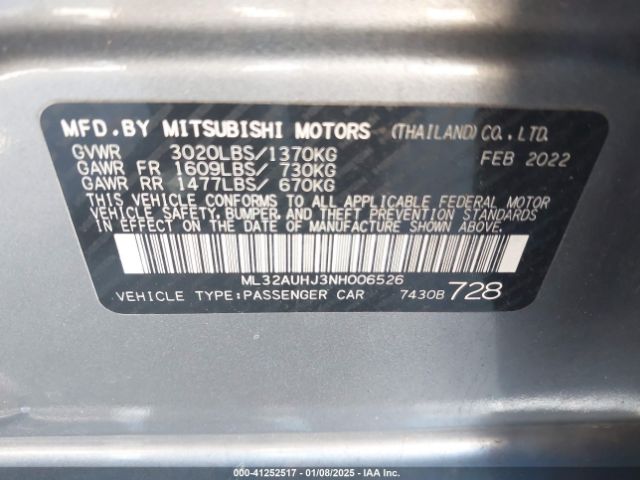 MFD. BY MITSUBISHI MOTORS (THAILAND) CO., LTD.
GVWR 3020LBS/1370KG FEB 2022
GAWR FR 1609LBS/ 730KG
GAWR RR 1477LBS/ 670KG
THIS VEHICLE CONFORMS TO ALL APPLICABLE FEDERAL MOTOR
VEHICLE SAFETY, BUMPER, AND THEFT PREVENTION STANDARDS
IN EFFECT ON THE DATE OF MANUFACTURE SHOWN ABOVE.
ML32AUHJ3NH006526
VEHICLE TYPE:PASSENGER CAR 7430B 728
000-41252517 - 01/08/2025 - IAA Inc.